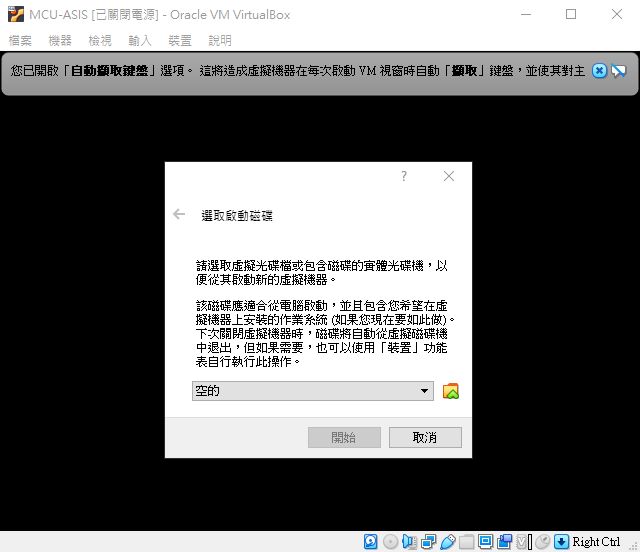 MCU-ASIS [已關閉電源] - Oracle VM VirtualBox
檔案 機器 檢視 輸入 裝置 說明
您已開啟「自動擷取鍵盤」選項。 這將造成虛擬機器在每次啟動 VM 視窗時自動「擷取」鍵盤，並使其對主
?
選取啟動磁碟
請選取虛擬光碟檔或包含磁碟的實體光碟機，以
便從其啟動新的虛擬機器。
該磁碟應適合從電腦啟動，並且包含您希望在虛
擬機器上安裝的作業系統 (如果您現在要如此做)。
下次關閉虛擬機器時，磁碟將自動從虛擬磁碟機
中退出，但如果需要，也可以使用「裝置」功能
表自行執行此操作。
空的
開始 取消
Right Ctrl